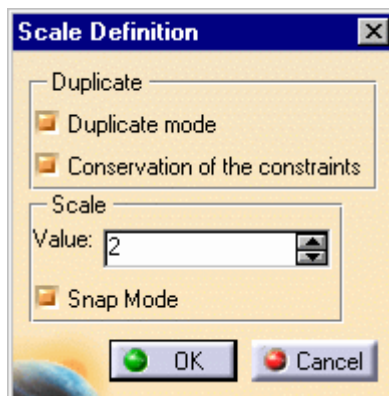 Scale Definition
Duplicate
Duplicate mode
Conservation of the constraints
Scale
Value: 2
Snap Mode
OK Cancel